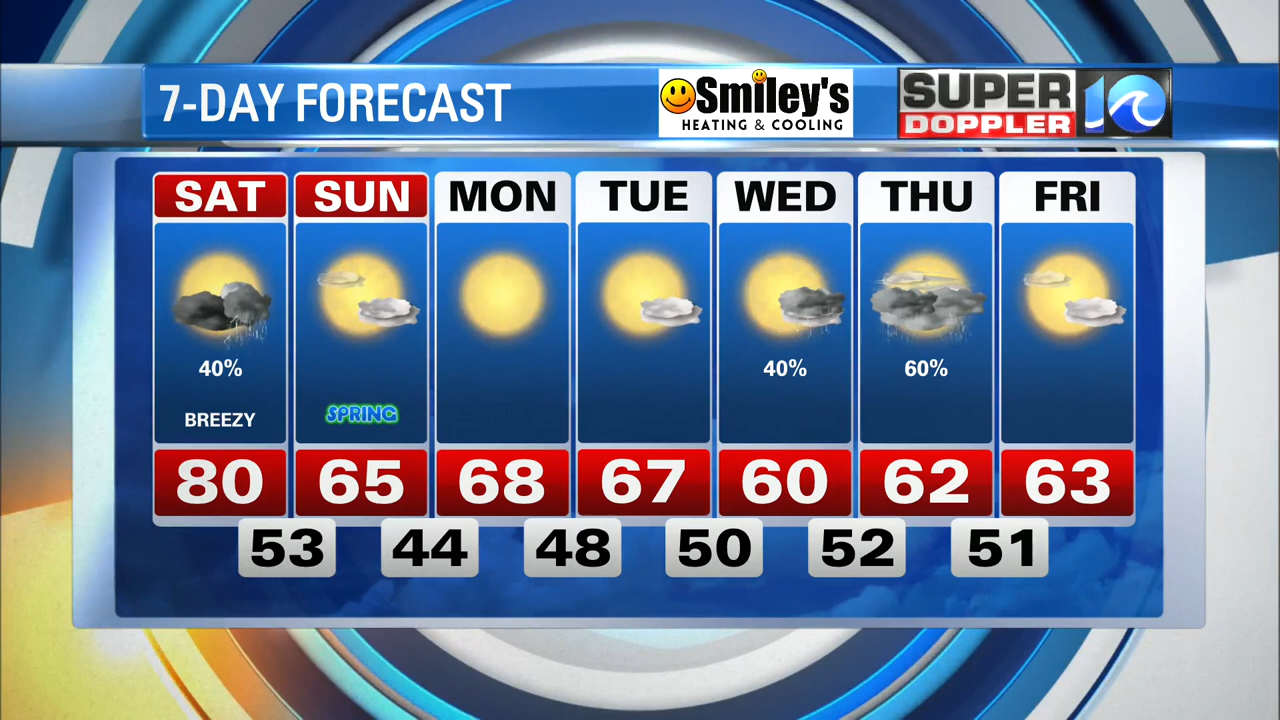 7-DAY FORECAST
Smiley's
HEATING & COOLING
SUPER
DOPPLER
10
SAT SUN MON TUE WED THU FRI
40% 40% 60%
BREEZY SPRING
80 65 68 67 60 62 63
53 44 48 50 52 51